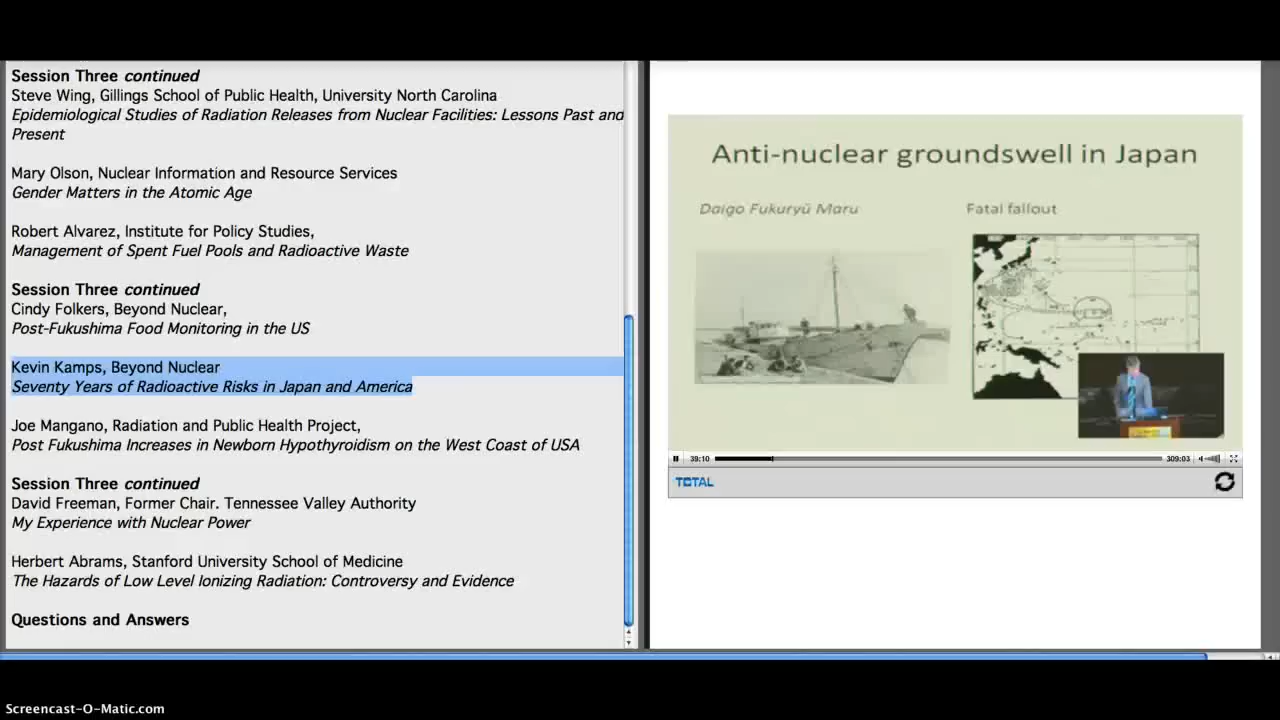 Session Three continued
Steve Wing, Gillings School of Public Health, University North Carolina
Epidemiological Studies of Radiation Releases from Nuclear Facilities: Lessons Past and
Present
Mary Olson, Nuclear Information and Resource Services
Gender Matters in the Atomic Age
Robert Alvarez, Institute for Policy Studies,
Management of Spent Fuel Pools and Radioactive Waste
Session Three continued
Cindy Folkers, Beyond Nuclear,
Post-Fukushima Food Monitoring in the US
Kevin Kamps, Beyond Nuclear
Seventy Years of Radioactive Risks in Japan and America
Joe Mangano, Radiation and Public Health Project,
Post Fukushima Increases in Newborn Hypothyroidism on the West Coast of USA
Session Three continued
David Freeman, Former Chair. Tennessee Valley Authority
My Experience with Nuclear Power
Herbert Abrams, Stanford University School of Medicine
The Hazards of Low Level Ionizing Radiation: Controversy and Evidence
Questions and Answers
Anti-nuclear groundswell in Japan
Daigo Fukuryū Maru
Fatal fallout
39:10
309:03
TOTAL
Screencast-O-Matic.com